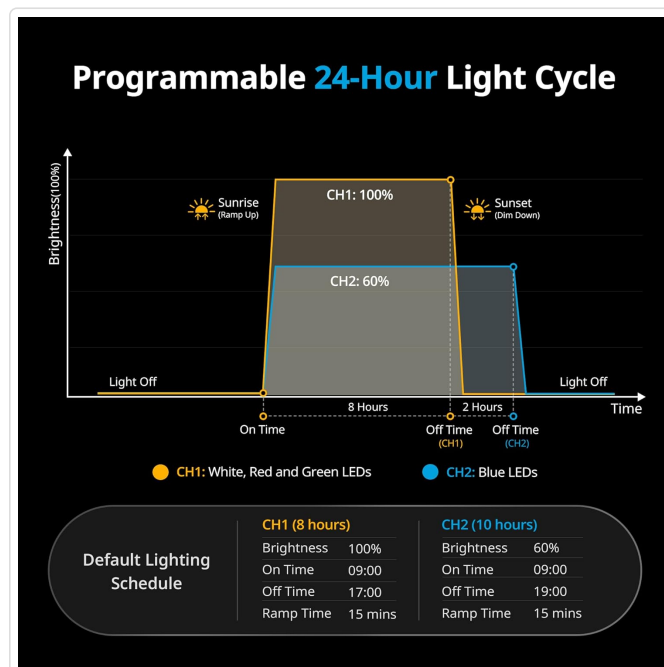 Programmable 24-Hour Light Cycle
Brightness(100%)
Sunrise
(Ramp Up)
CH1: 100%
Sunset
(Dim Down)
CH2: 60%
Light Off
Light Off
8 Hours
2 Hours
Time
On Time
Off Time
(CH1)
Off Time
(CH2)
CH1: White, Red and Green LEDs
CH2: Blue LEDs
Default Lighting
Schedule
CH1 (8 hours)
Brightness 100%
On Time 09:00
Off Time 17:00
Ramp Time 15 mins
CH2 (10 hours)
Brightness 60%
On Time 09:00
Off Time 19:00
Ramp Time 15 mins